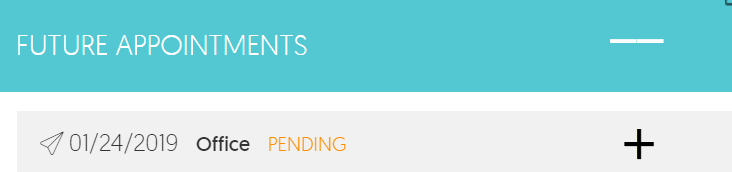 FUTURE APPOINTMENTS
01/24/2019 Office PENDING